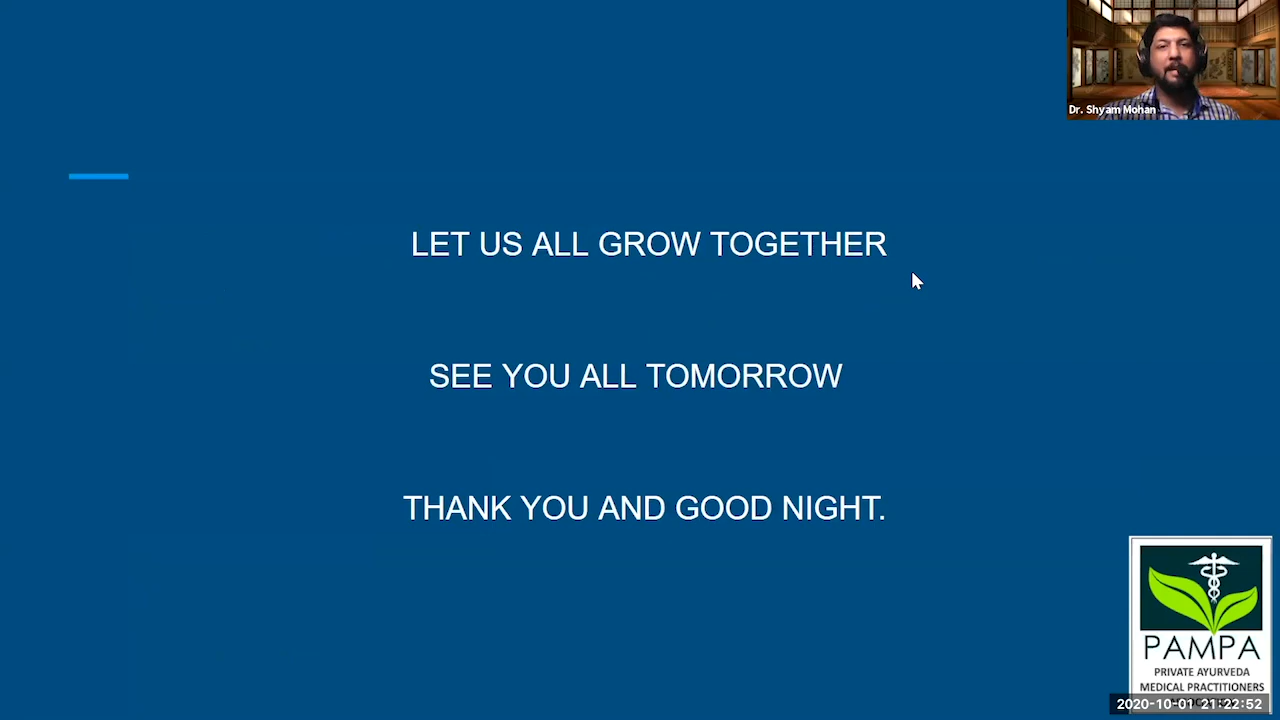 Dr. Shyam Mohan
LET US ALL GROW TOGETHER
SEE YOU ALL TOMORROW
THANK YOU AND GOOD NIGHT.
PAMPA
PRIVATE AYURVEDA
MEDICAL PRACTITIONERS
2020-10-01 21:22:52